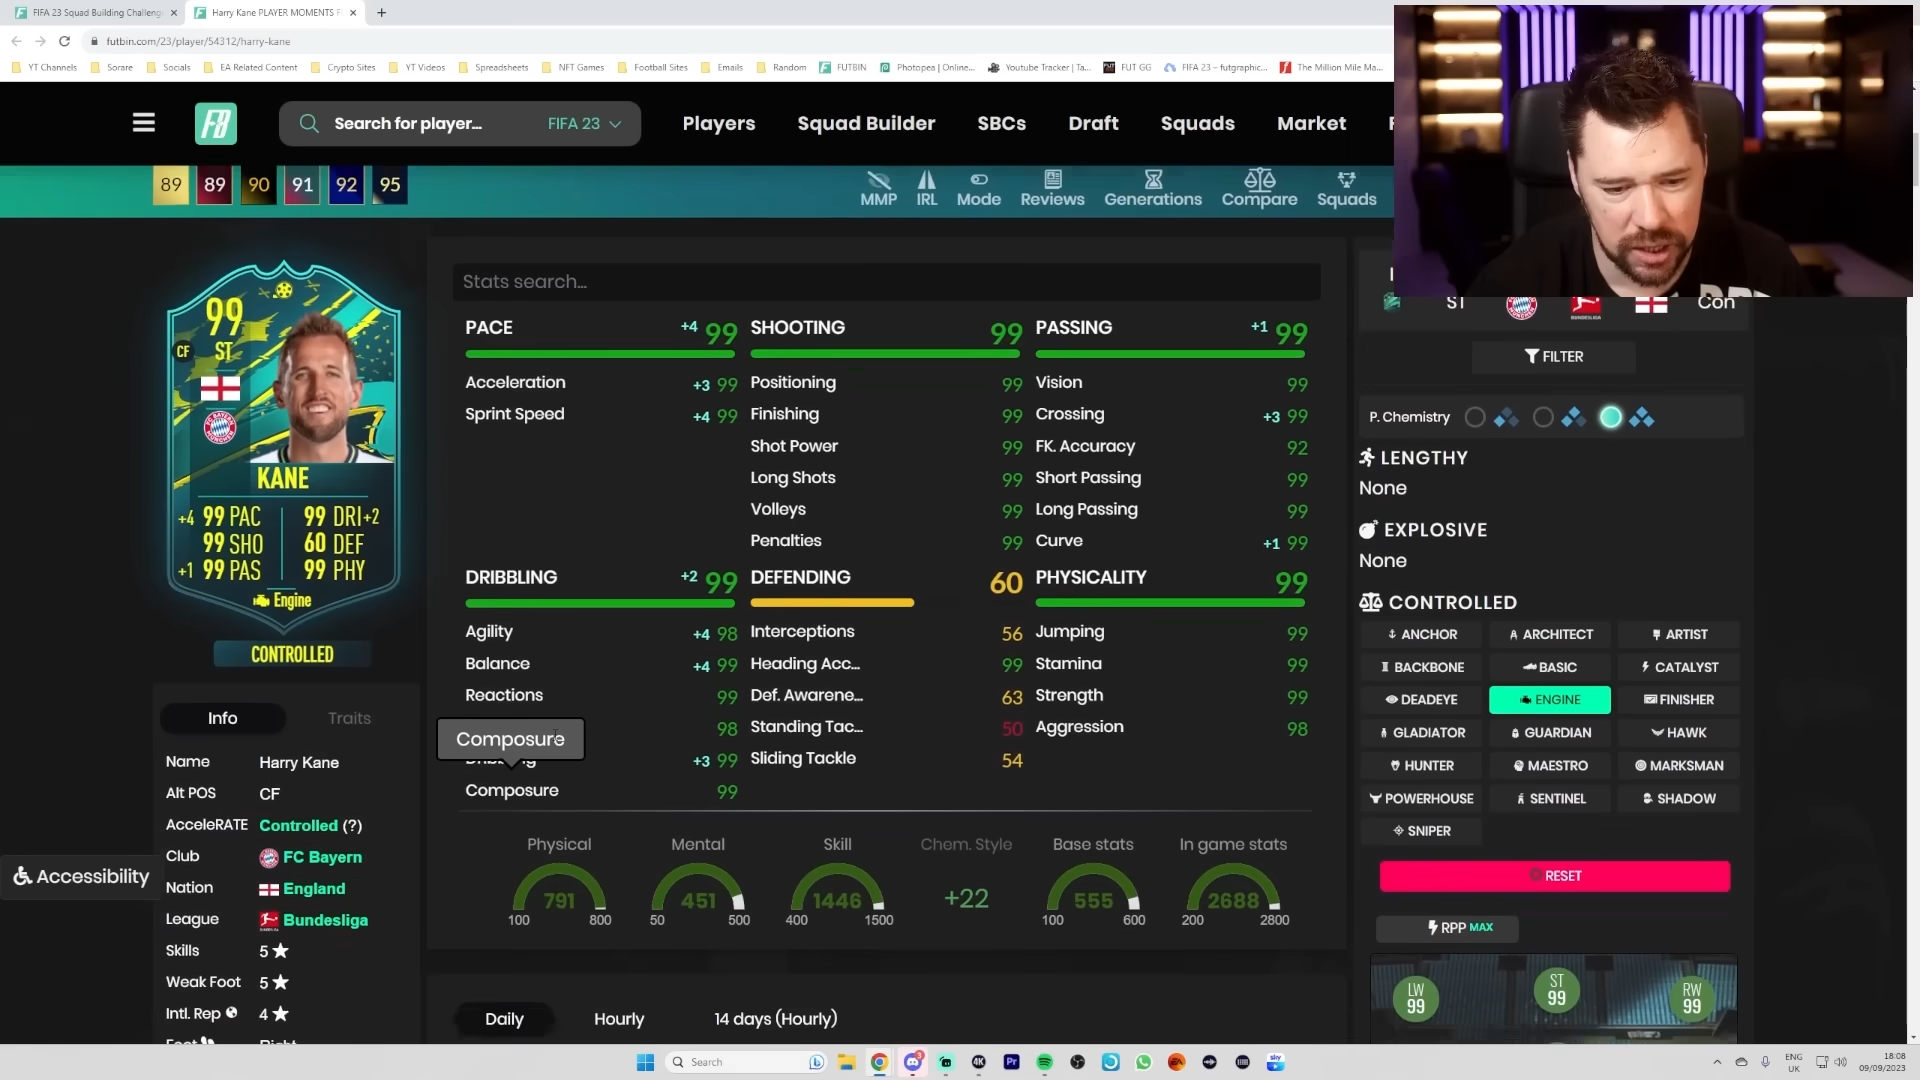 FIFA 23 Squad Building Challenge
Harry Kane PLAYER MOMENTS F
futbin.com/23/player/54312/harry-kane
YT Channels
Sorare
Socials
EA Related Content
Crypto Sites
YT Videos
Spreadsheets
NFT Games
Football Sites
Emails
Random
FUTBIN
Photopea | Online...
Youtube Tracker | Ta...
FUT GG
FIFA 23 – futgraphic...
The Million Mile Ma...
Search for player...
FIFA 23
Players
Squad Builder
SBCs
Draft
Squads
Market
89
89
90
91
92
95
MMP
IRL
Mode
Reviews
Generations
Compare
Squads
99
ST
CF
KANE
+4 99 PAC
99 DRI+2
99 SHO
60 DEF
+1 99 PAS
99 PHY
Engine
CONTROLLED
Info
Traits
Name Harry Kane
Alt POS CF
AcceleRATE Controlled (?)
Club FC Bayern
Nation England
League Bundesliga
Skills 5
Weak Foot 5
Intl. Rep 4
Accessibility
Stats search...
PACE +4 99
Acceleration +3 99
Sprint Speed +4 99
SHOOTING 99
Positioning 99
Finishing 99
Shot Power 99
Long Shots 99
Volleys 99
Penalties 99
PASSING +1 99
Vision 99
Crossing +3 99
FK. Accuracy 92
Short Passing 99
Long Passing 99
Curve +1 99
DRIBBLING +2 99
Agility +4 98
Balance +4 99
Reactions 99
Composure
98
+3 99
Composure 99
DEFENDING 60
Interceptions 56
Heading Acc... 99
Def. Awarene... 63
Standing Tac... 50
Sliding Tackle 54
PHYSICALITY 99
Jumping 99
Stamina 99
Strength 99
Aggression 98
Physical
791
100 800
Mental
451
50 500
Skill
1446
400 1500
Chem. Style
+22
Base stats
555
100 600
In game stats
2688
200 2800
Daily
Hourly
14 days (Hourly)
ST
Con
FILTER
P. Chemistry
LENGTHY
None
EXPLOSIVE
None
CONTROLLED
ANCHOR
ARCHITECT
ARTIST
BACKBONE
BASIC
CATALYST
DEADEYE
ENGINE
FINISHER
GLADIATOR
GUARDIAN
HAWK
HUNTER
MAESTRO
MARKSMAN
POWERHOUSE
SENTINEL
SHADOW
SNIPER
RESET
RPP MAX
LW
99
ST
99
RW
99
Search
ENG
UK
18:08
09/09/2023